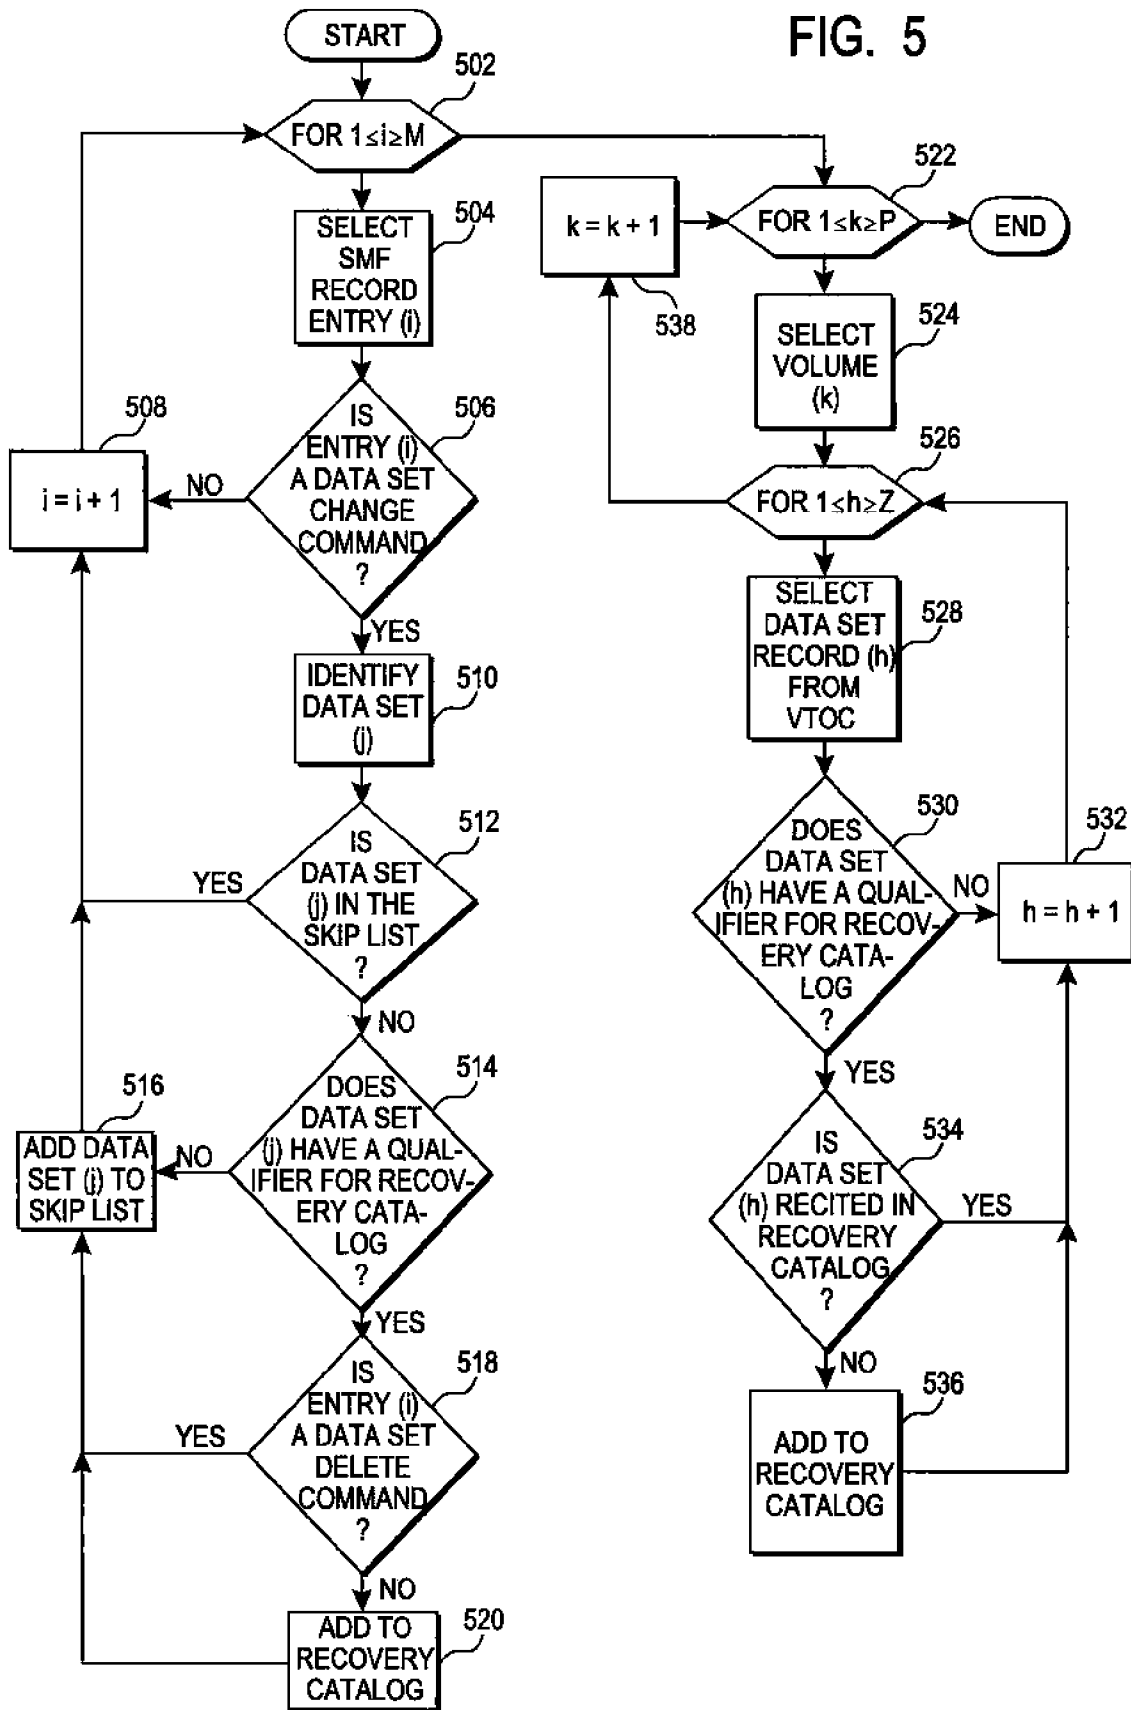 START
FIG. 5
502
FOR 1≤i≥M
504
SELECT
SMF
RECORD
ENTRY (i)
506
IS
ENTRY (i)
A DATA SET
CHANGE
COMMAND
?
NO
508
i = i + 1
YES
510
IDENTIFY
DATA SET
(j)
512
IS
DATA SET
(j) IN THE
SKIP LIST
?
YES
NO
514
DOES
DATA SET
(j) HAVE A QUAL-
IFIER FOR RECOV-
ERY CATA-
LOG
?
NO
516
ADD DATA
SET (j) TO
SKIP LIST
YES
518
IS
ENTRY (i)
A DATA SET
DELETE
COMMAND
?
YES
NO
520
ADD TO
RECOVERY
CATALOG
522
FOR 1≤k≥P
END
k = k + 1
538
524
SELECT
VOLUME
(k)
526
FOR 1≤h≥Z
528
SELECT
DATA SET
RECORD (h)
FROM
VTOC
530
DOES
DATA SET
(h) HAVE A QUAL-
IFIER FOR RECOV-
ERY CATA-
LOG
?
NO
532
h = h + 1
YES
534
IS
DATA SET
(h) RECITED IN
RECOVERY
CATALOG
?
YES
NO
536
ADD TO
RECOVERY
CATALOG